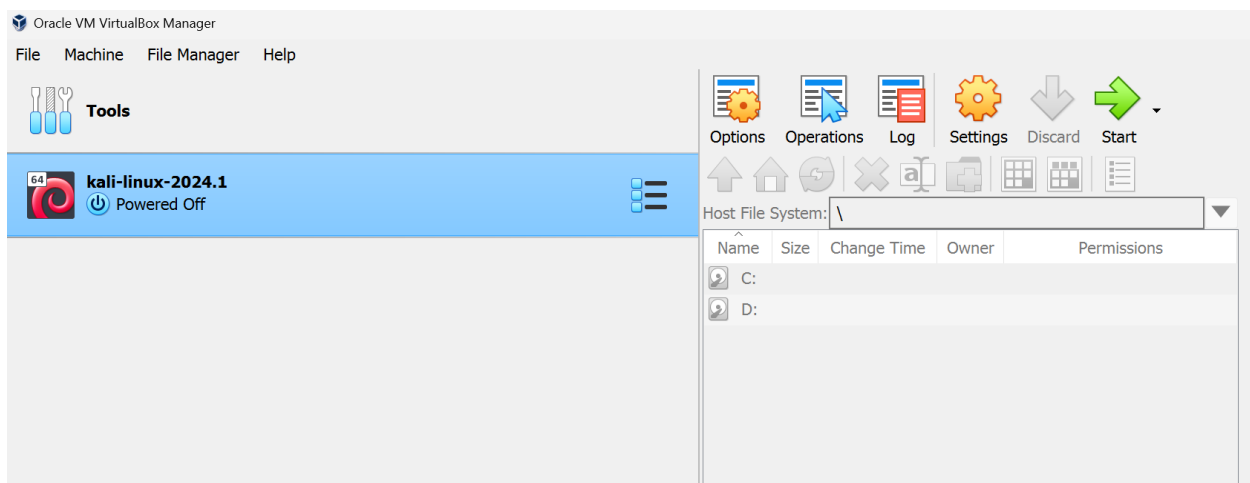 Oracle VM VirtualBox Manager
File Machine File Manager Help
Tools
Options Operations Log Settings Discard Start
64
kali-linux-2024.1
Powered Off
a
Host File System: \
Name Size Change Time Owner Permissions
C:
D: